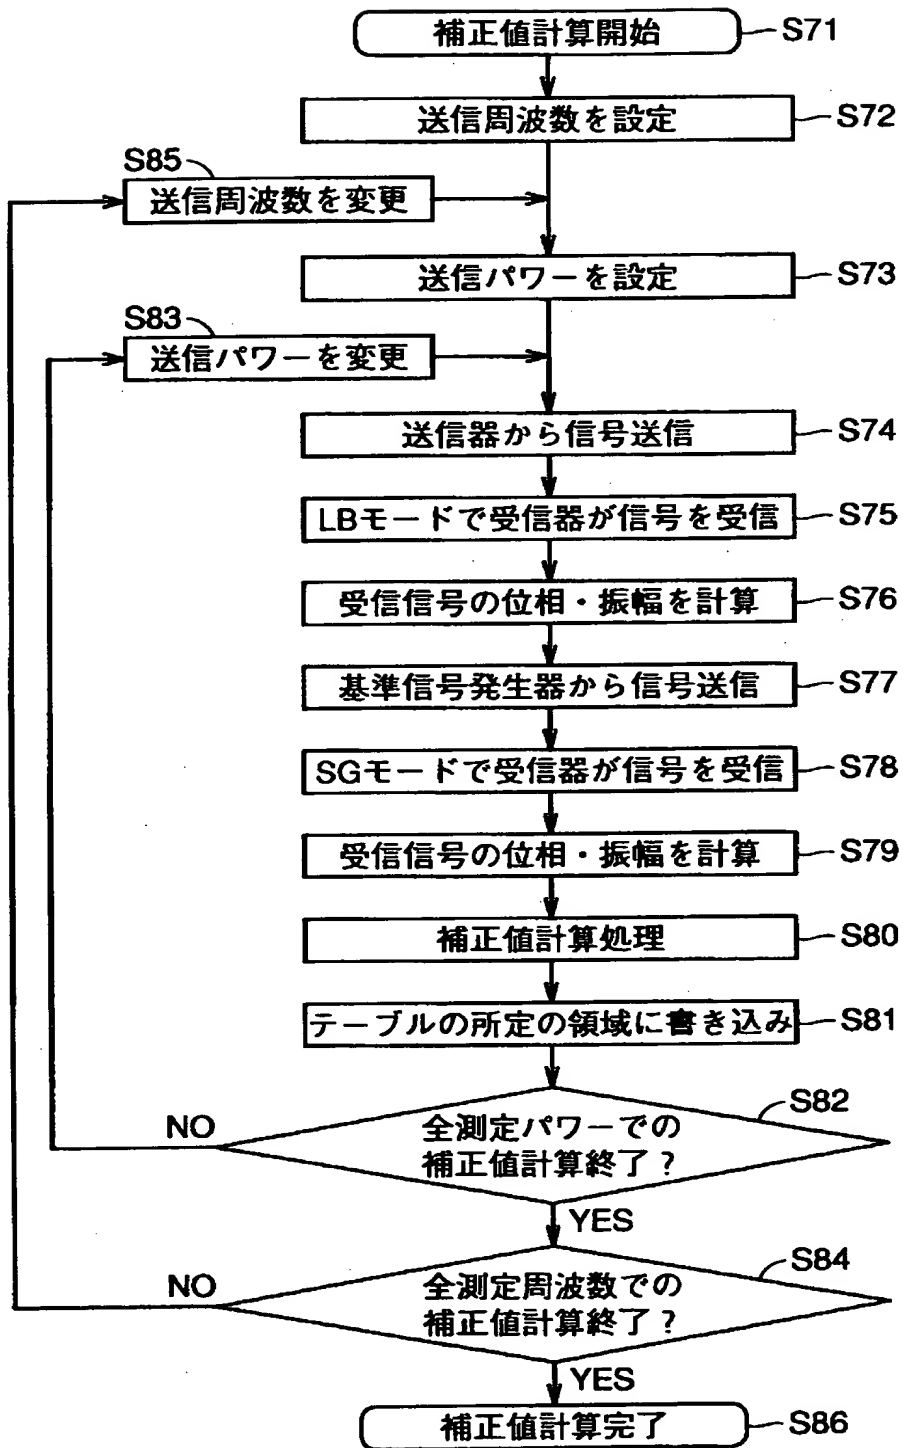 補正値計算開始 S71
送信周波数を設定 S72
S85
送信周波数を変更
送信パワーを設定 S73
S83
送信パワーを変更
送信器から信号送信 S74
LBモードで受信器が信号を受信 S75
受信信号の位相・振幅を計算 S76
基準信号発生器から信号送信 S77
SGモードで受信器が信号を受信 S78
受信信号の位相・振幅を計算 S79
補正値計算処理 S80
テーブルの所定の領域に書き込み S81
S82
NO
全測定パワーでの
補正値計算終了?
YES
S84
NO
全測定周波数での
補正値計算終了?
YES
補正値計算完了 S86